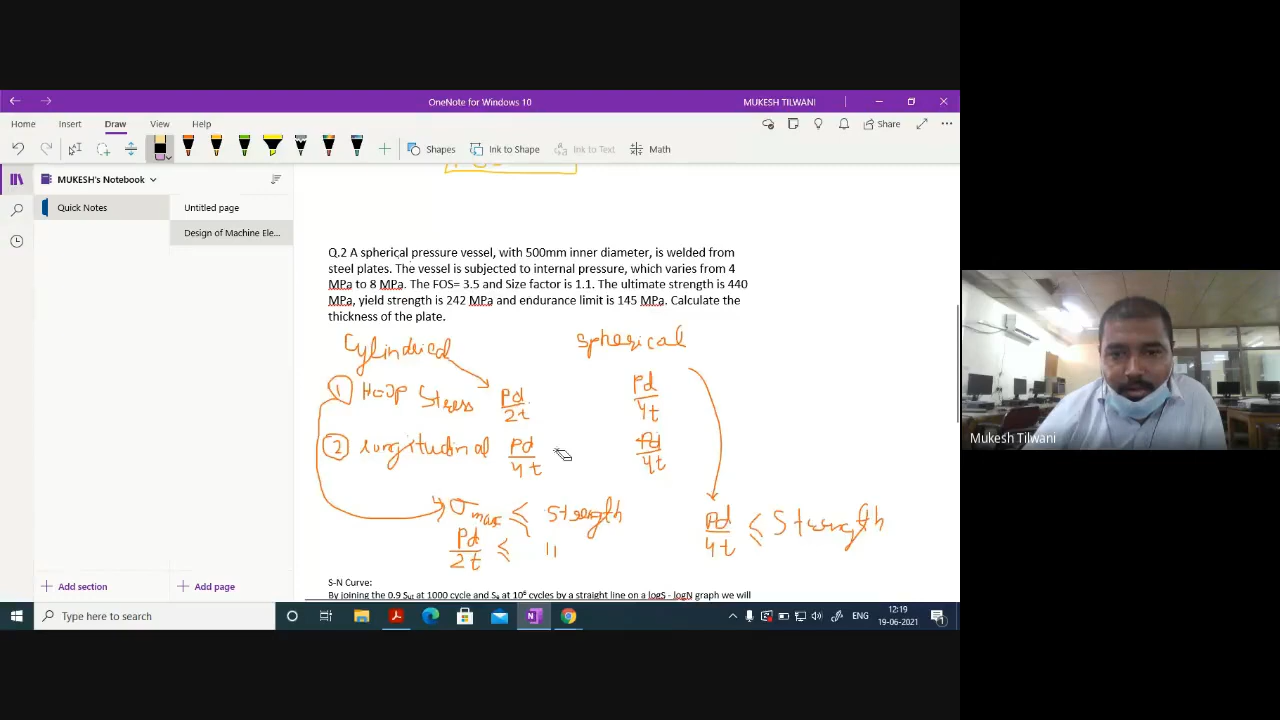 OneNote for Windows 10
MUKESH TILWANI
Home Insert Draw View Help
Share
Shapes Ink to Shape Ink to Text Math
MUKESH's Notebook
Quick Notes
Untitled page
Design of Machine Ele...
Q.2 A spherical pressure vessel, with 500mm inner diameter, is welded from
steel plates. The vessel is subjected to internal pressure, which varies from 4
MPa to 8 MPa. The FOS= 3.5 and Size factor is 1.1. The ultimate strength is 440
MPa, yield strength is 242 MPa and endurance limit is 145 MPa. Calculate the
thickness of the plate.
Cylindrical
Spherical
① Hoop Stress Pd/2t
Pd/4t
② longitudinal Pd/4t
Pd/4t
σmax ≤ Strength
Pd/2t ≤ 11
Pd/4t ≤ Strength
S-N Curve:
By joining the 0.9 Sut at 1000 cycle and Se at 10⁶ cycles by a straight line on a logS - logN graph we will
Add section
Add page
Mukesh Tilwani
Type here to search
ENG
12:19
19-06-2021
1